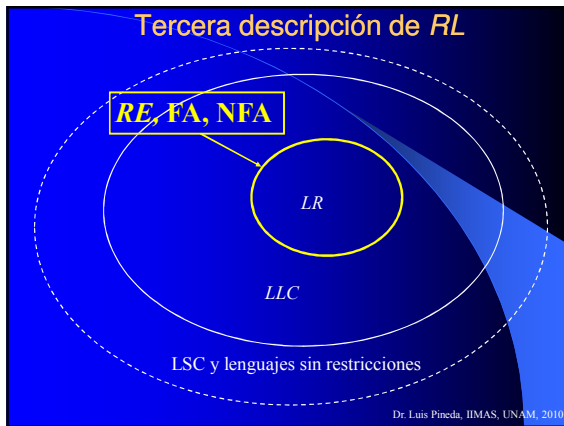 Tercera descripción de RL
RE, FA, NFA
LR
LLC
LSC y lenguajes sin restricciones
Dr. Luis Pineda, IIMAS, UNAM, 2010